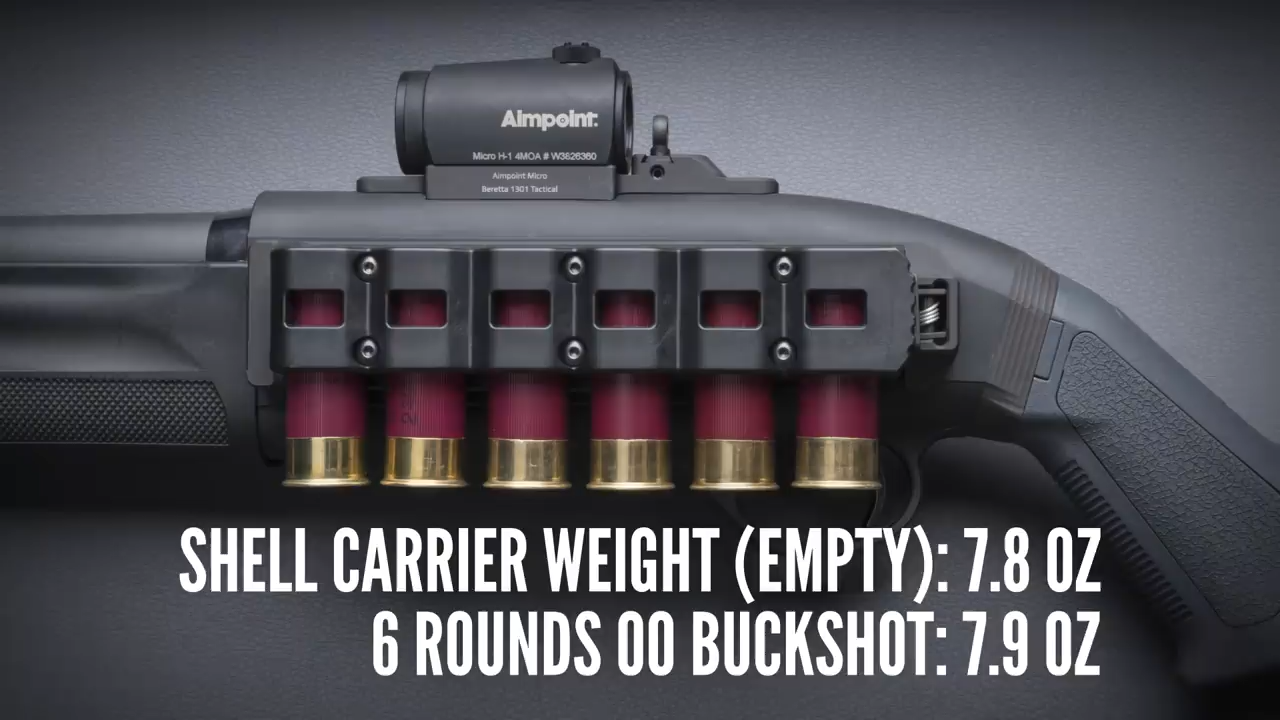 Aimpoint
Micro H-1 4MOA # W3826360
Aimpoint Micro
Beretta 1301 Tactical
SHELL CARRIER WEIGHT (EMPTY): 7.8 OZ
6 ROUNDS 00 BUCKSHOT: 7.9 OZ